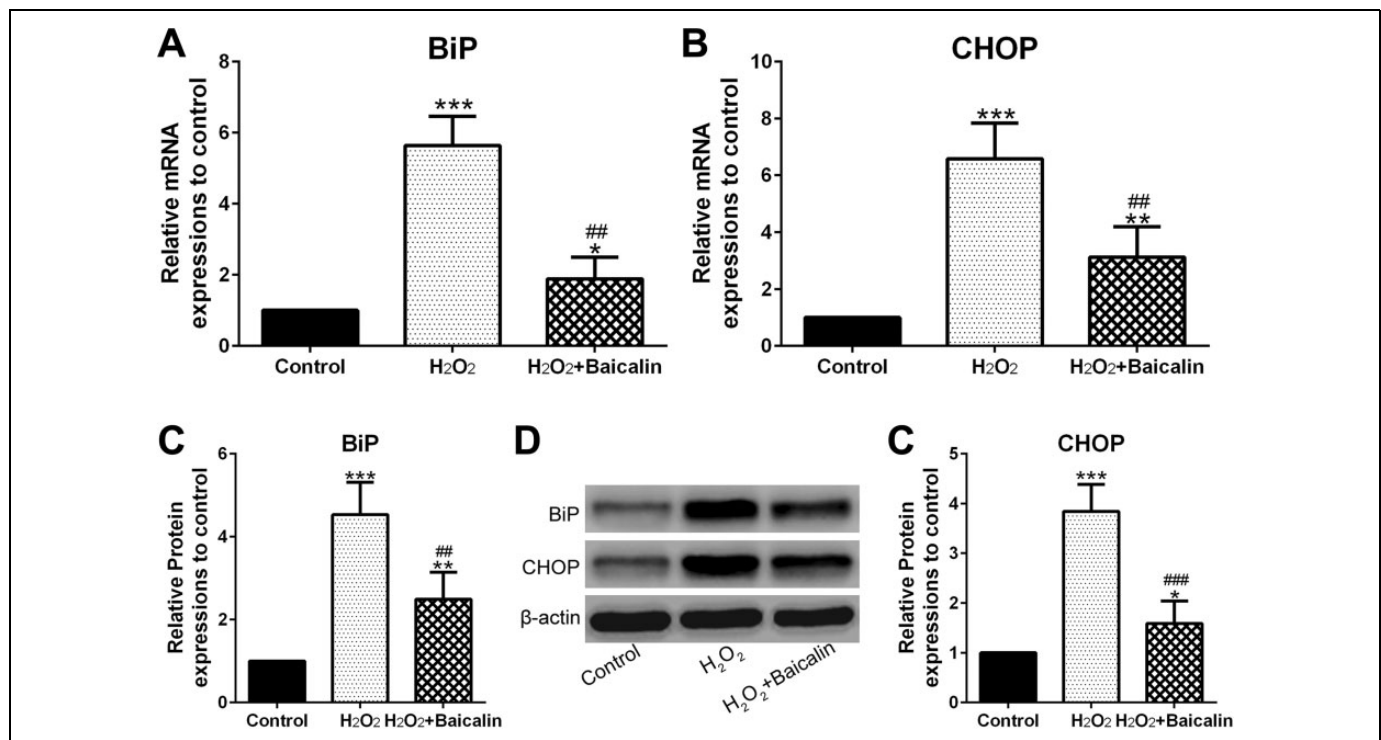 A
BiP
Relative mRNA
expressions to control
8
6
4
2
0
***
##
*
Control
H₂O₂
H₂O₂+Baicalin
B
CHOP
Relative mRNA
expressions to control
10
8
6
4
2
0
***
##
**
Control
H₂O₂
H₂O₂+Baicalin
C
BiP
Relative Protein
expressions to control
6
4
2
0
***
##
**
Control
H₂O₂
H₂O₂+Baicalin
D
BiP
CHOP
β-actin
Control
H₂O₂
H₂O₂+Baicalin
C
CHOP
Relative Protein
expressions to control
5
4
3
2
1
0
***
###
*
Control
H₂O₂
H₂O₂+Baicalin